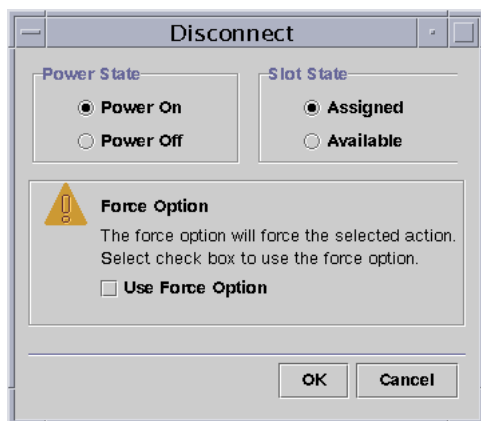 Disconnect
Power State
Power On
Power Off
Slot State
Assigned
Available
Force Option
The force option will force the selected action.
Select check box to use the force option.
Use Force Option
OK
Cancel